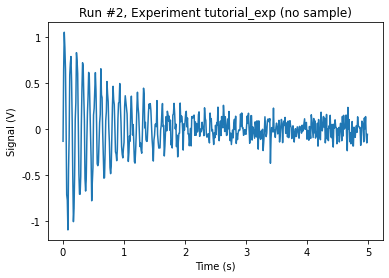 Run #2, Experiment tutorial_exp (no sample)
1
0.5
0
-0.5
-1
Signal (V)
0 1 2 3 4 5
Time (s)